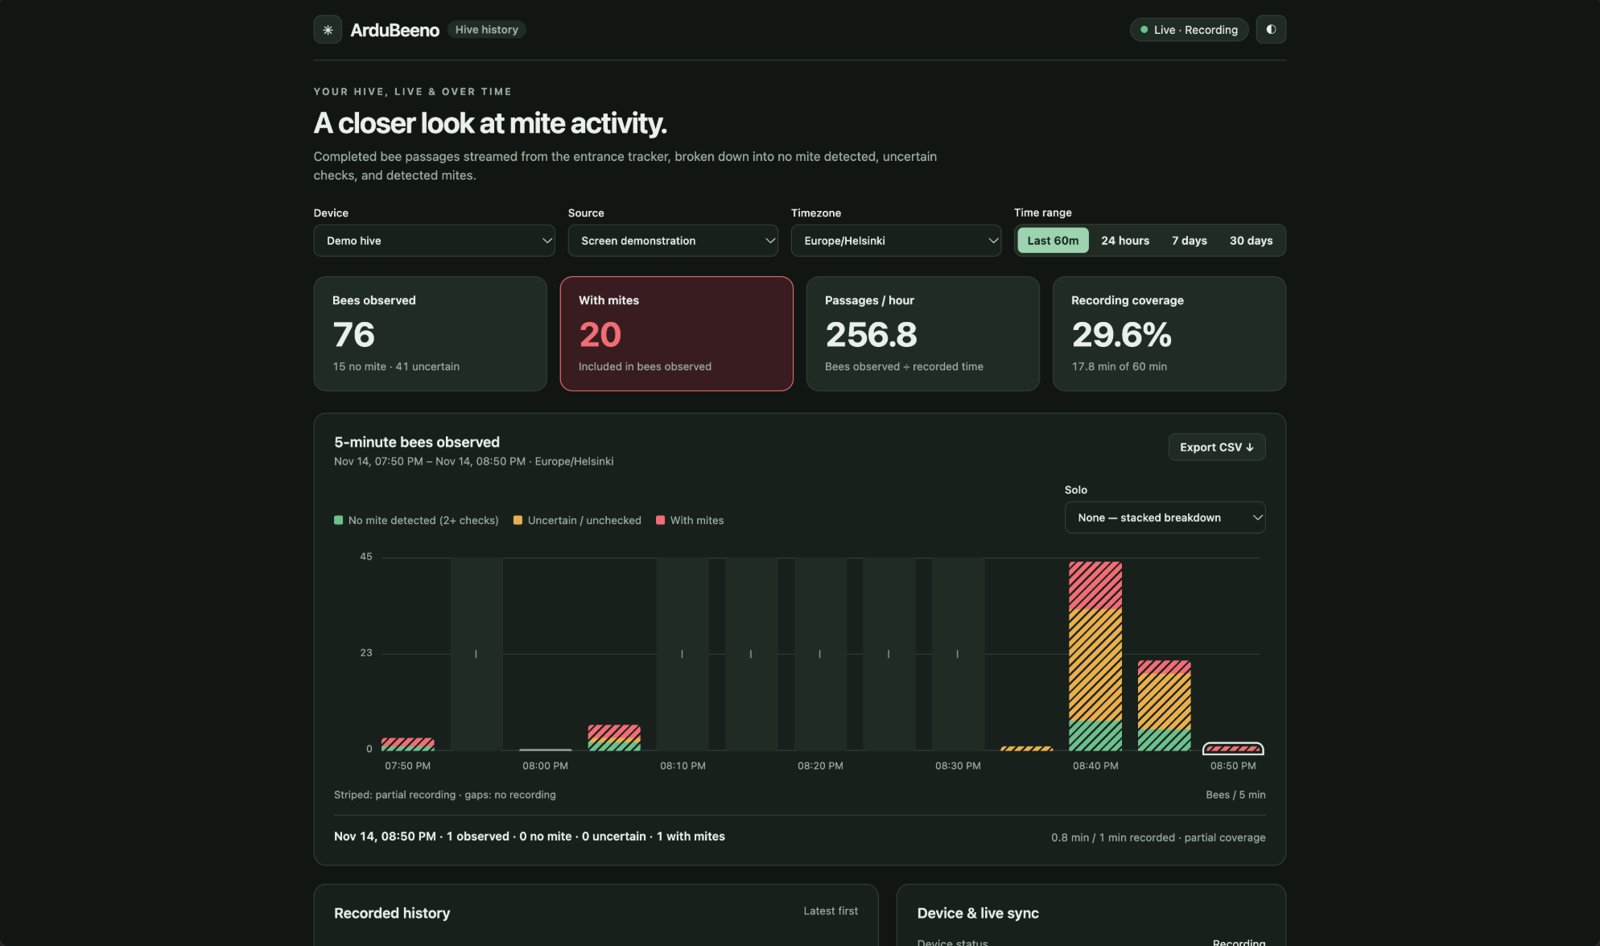 ArduBeeno
Hive history
Live · Recording
YOUR HIVE, LIVE & OVER TIME
A closer look at mite activity.
Completed bee passages streamed from the entrance tracker, broken down into no mite detected, uncertain
checks, and detected mites.
Device
Source
Timezone
Time range
Demo hive
Screen demonstration
Europe/Helsinki
Last 60m
24 hours
7 days
30 days
Bees observed
76
15 no mite · 41 uncertain
With mites
20
Included in bees observed
Passages / hour
256.8
Bees observed ÷ recorded time
Recording coverage
29.6%
17.8 min of 60 min
5-minute bees observed
Nov 14, 07:50 PM – Nov 14, 08:50 PM · Europe/Helsinki
Export CSV ↓
Solo
None — stacked breakdown
No mite detected (2+ checks)
Uncertain / unchecked
With mites
45
23
0
07:50 PM
08:00 PM
08:10 PM
08:20 PM
08:30 PM
08:40 PM
08:50 PM
Striped: partial recording · gaps: no recording
Bees / 5 min
Nov 14, 08:50 PM · 1 observed · 0 no mite · 0 uncertain · 1 with mites
0.8 min / 1 min recorded · partial coverage
Recorded history
Latest first
Device & live sync
Device status
Recording